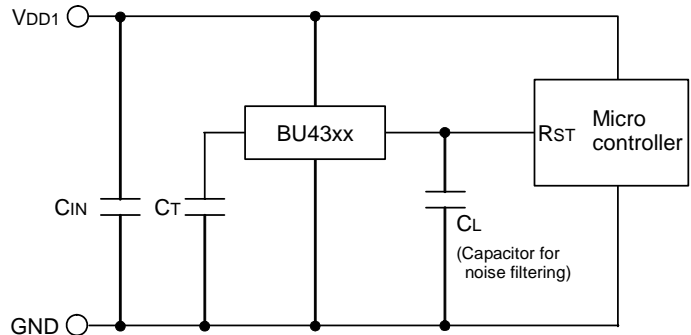 VDD1
BU43xx
RST
Micro
controller
CIN
CT
CL
(Capacitor for
noise filtering)
GND